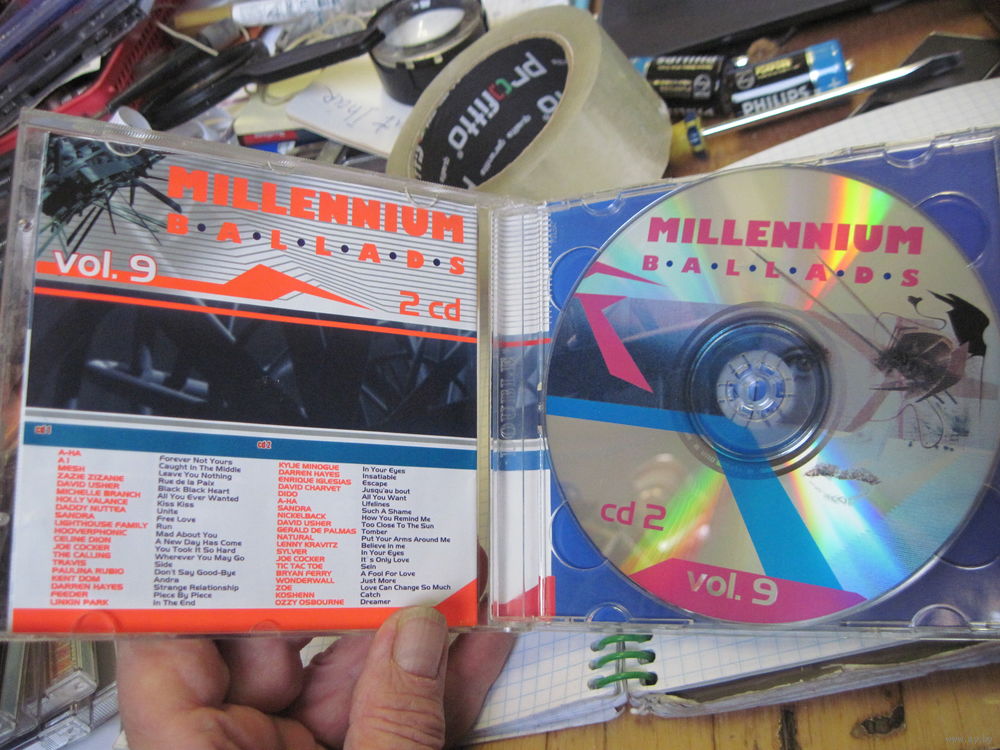 profitto
PHILIPS
PHILIPS
MILLENNIUM
B•A•L•L•A•D•S
vol. 9
2 cd
cd1
A-HA Forever Not Yours
A1 Caught In The Middle
MESH Leave You Nothing
ZAZIE ZIZANIE Rue de la Paix
DAVID USHER Black Black Heart
MICHELLE BRANCH All You Ever Wanted
HOLLY VALANCE Kiss Kiss
DADDY NUTTEA Unite
SANDRA Free Love
LIGHTHOUSE FAMILY Run
HOOVERPHONIC Mad About You
CELINE DION A New Day Has Come
JOE COCKER You Took It So Hard
THE CALLING Wherever You May Go
TRAVIS Side
PAULINA RUBIO Don't Say Good-Bye
KENT DOM Andra
DARREN HAYES Strange Relationship
FEEDER Piece By Piece
LINKIN PARK In The End
cd2
KYLIE MINOGUE In Your Eyes
DARREN HAYES Insatiable
ENRIQUE IGLESIAS Escape
DAVID CHARVET Jusqu'au bout
DIDO All You Want
A-HA Lifelines
SANDRA Such A Shame
NICKELBACK How You Remind Me
DAVID USHER Too Close To The Sun
GERALD DE PALMAS Tomber
NATURAL Put Your Arms Around Me
LENNY KRAVITZ Believe in me
SYLVER In Your Eyes
JOE COCKER It`s Only Love
TIC TAC TOE Sein
BRYAN FERRY A Fool For Love
WONDERWALL Just More
ZOE Love Can Change So Much
KOSHENN Catch
OZZY OSBOURNE Dreamer
MILLENNIUM
B•A•L•L•A•D•S
cd 2
vol. 9